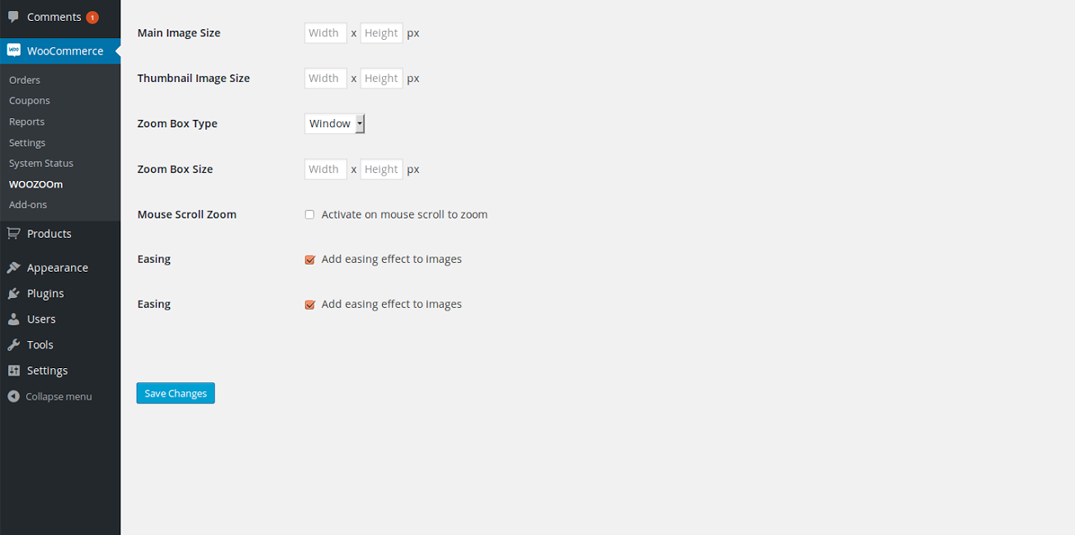 Comments 1
WooCommerce
Orders
Coupons
Reports
Settings
System Status
WOOZOOm
Add-ons
Products
Appearance
Plugins
Users
Tools
Settings
Collapse menu
Main Image Size Width x Height px
Thumbnail Image Size Width x Height px
Zoom Box Type Window
Zoom Box Size Width x Height px
Mouse Scroll Zoom Activate on mouse scroll to zoom
Easing Add easing effect to images
Easing Add easing effect to images
Save Changes